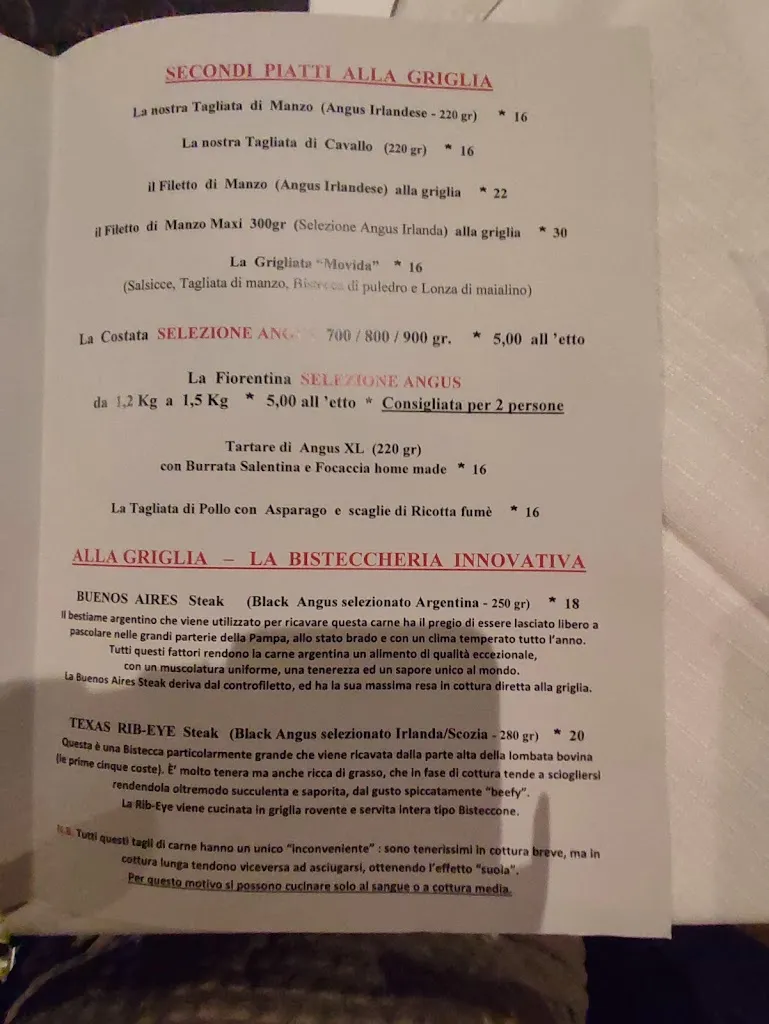 SECONDI PIATTI ALLA GRIGLIA
La nostra Tagliata di Manzo (Angus Irlandese - 220 gr) * 16
La nostra Tagliata di Cavallo (220 gr) * 16
il Filetto di Manzo (Angus Irlandese) alla griglia * 22
il Filetto di Manzo Maxi 300gr (Selezione Angus Irlanda) alla griglia * 30
La Grigliata “Movida” * 16
(Salsicce, Tagliata di manzo, Bistecca di puledro e Lonza di maialino)
La Costata SELEZIONE ANGUS 700 / 800 / 900 gr. * 5,00 all ’etto
La Fiorentina SELEZIONE ANGUS
da 1,2 Kg a 1,5 Kg * 5,00 all ’etto * Consigliata per 2 persone
Tartare di Angus XL (220 gr)
con Burrata Salentina e Focaccia home made * 16
La Tagliata di Pollo con Asparago e scaglie di Ricotta fumè * 16
ALLA GRIGLIA – LA BISTECCHERIA INNOVATIVA
BUENOS AIRES Steak (Black Angus selezionato Argentina - 250 gr) * 18
Il bestiame argentino che viene utilizzato per ricavare questa carne ha il pregio di essere lasciato libero a
pascolare nelle grandi parterie della Pampa, allo stato brado e con un clima temperato tutto l’anno.
Tutti questi fattori rendono la carne argentina un alimento di qualità eccezionale,
con un muscolatura uniforme, una tenerezza ed un sapore unico al mondo.
La Buenos Aires Steak deriva dal controfiletto, ed ha la sua massima resa in cottura diretta alla griglia.
TEXAS RIB-EYE Steak (Black Angus selezionato Irlanda/Scozia - 280 gr) * 20
Questa è una Bistecca particolarmente grande che viene ricavata dalla parte alta della lombata bovina
(le prime cinque coste). È’ molto tenera ma anche ricca di grasso, che in fase di cottura tende a sciogliersi
rendendola oltremodo succulenta e saporita, dal gusto spiccatamente “beefy”.
La Rib-Eye viene cucinata in griglia rovente e servita intera tipo Bisteccone.
N.B. Tutti questi tagli di carne hanno un unico “inconveniente” : sono tenerissimi in cottura breve, ma in
cottura lunga tendono viceversa ad asciugarsi, ottenendo l’effetto “suola”.
Per questo motivo si possono cucinare solo al sangue o a cottura media.